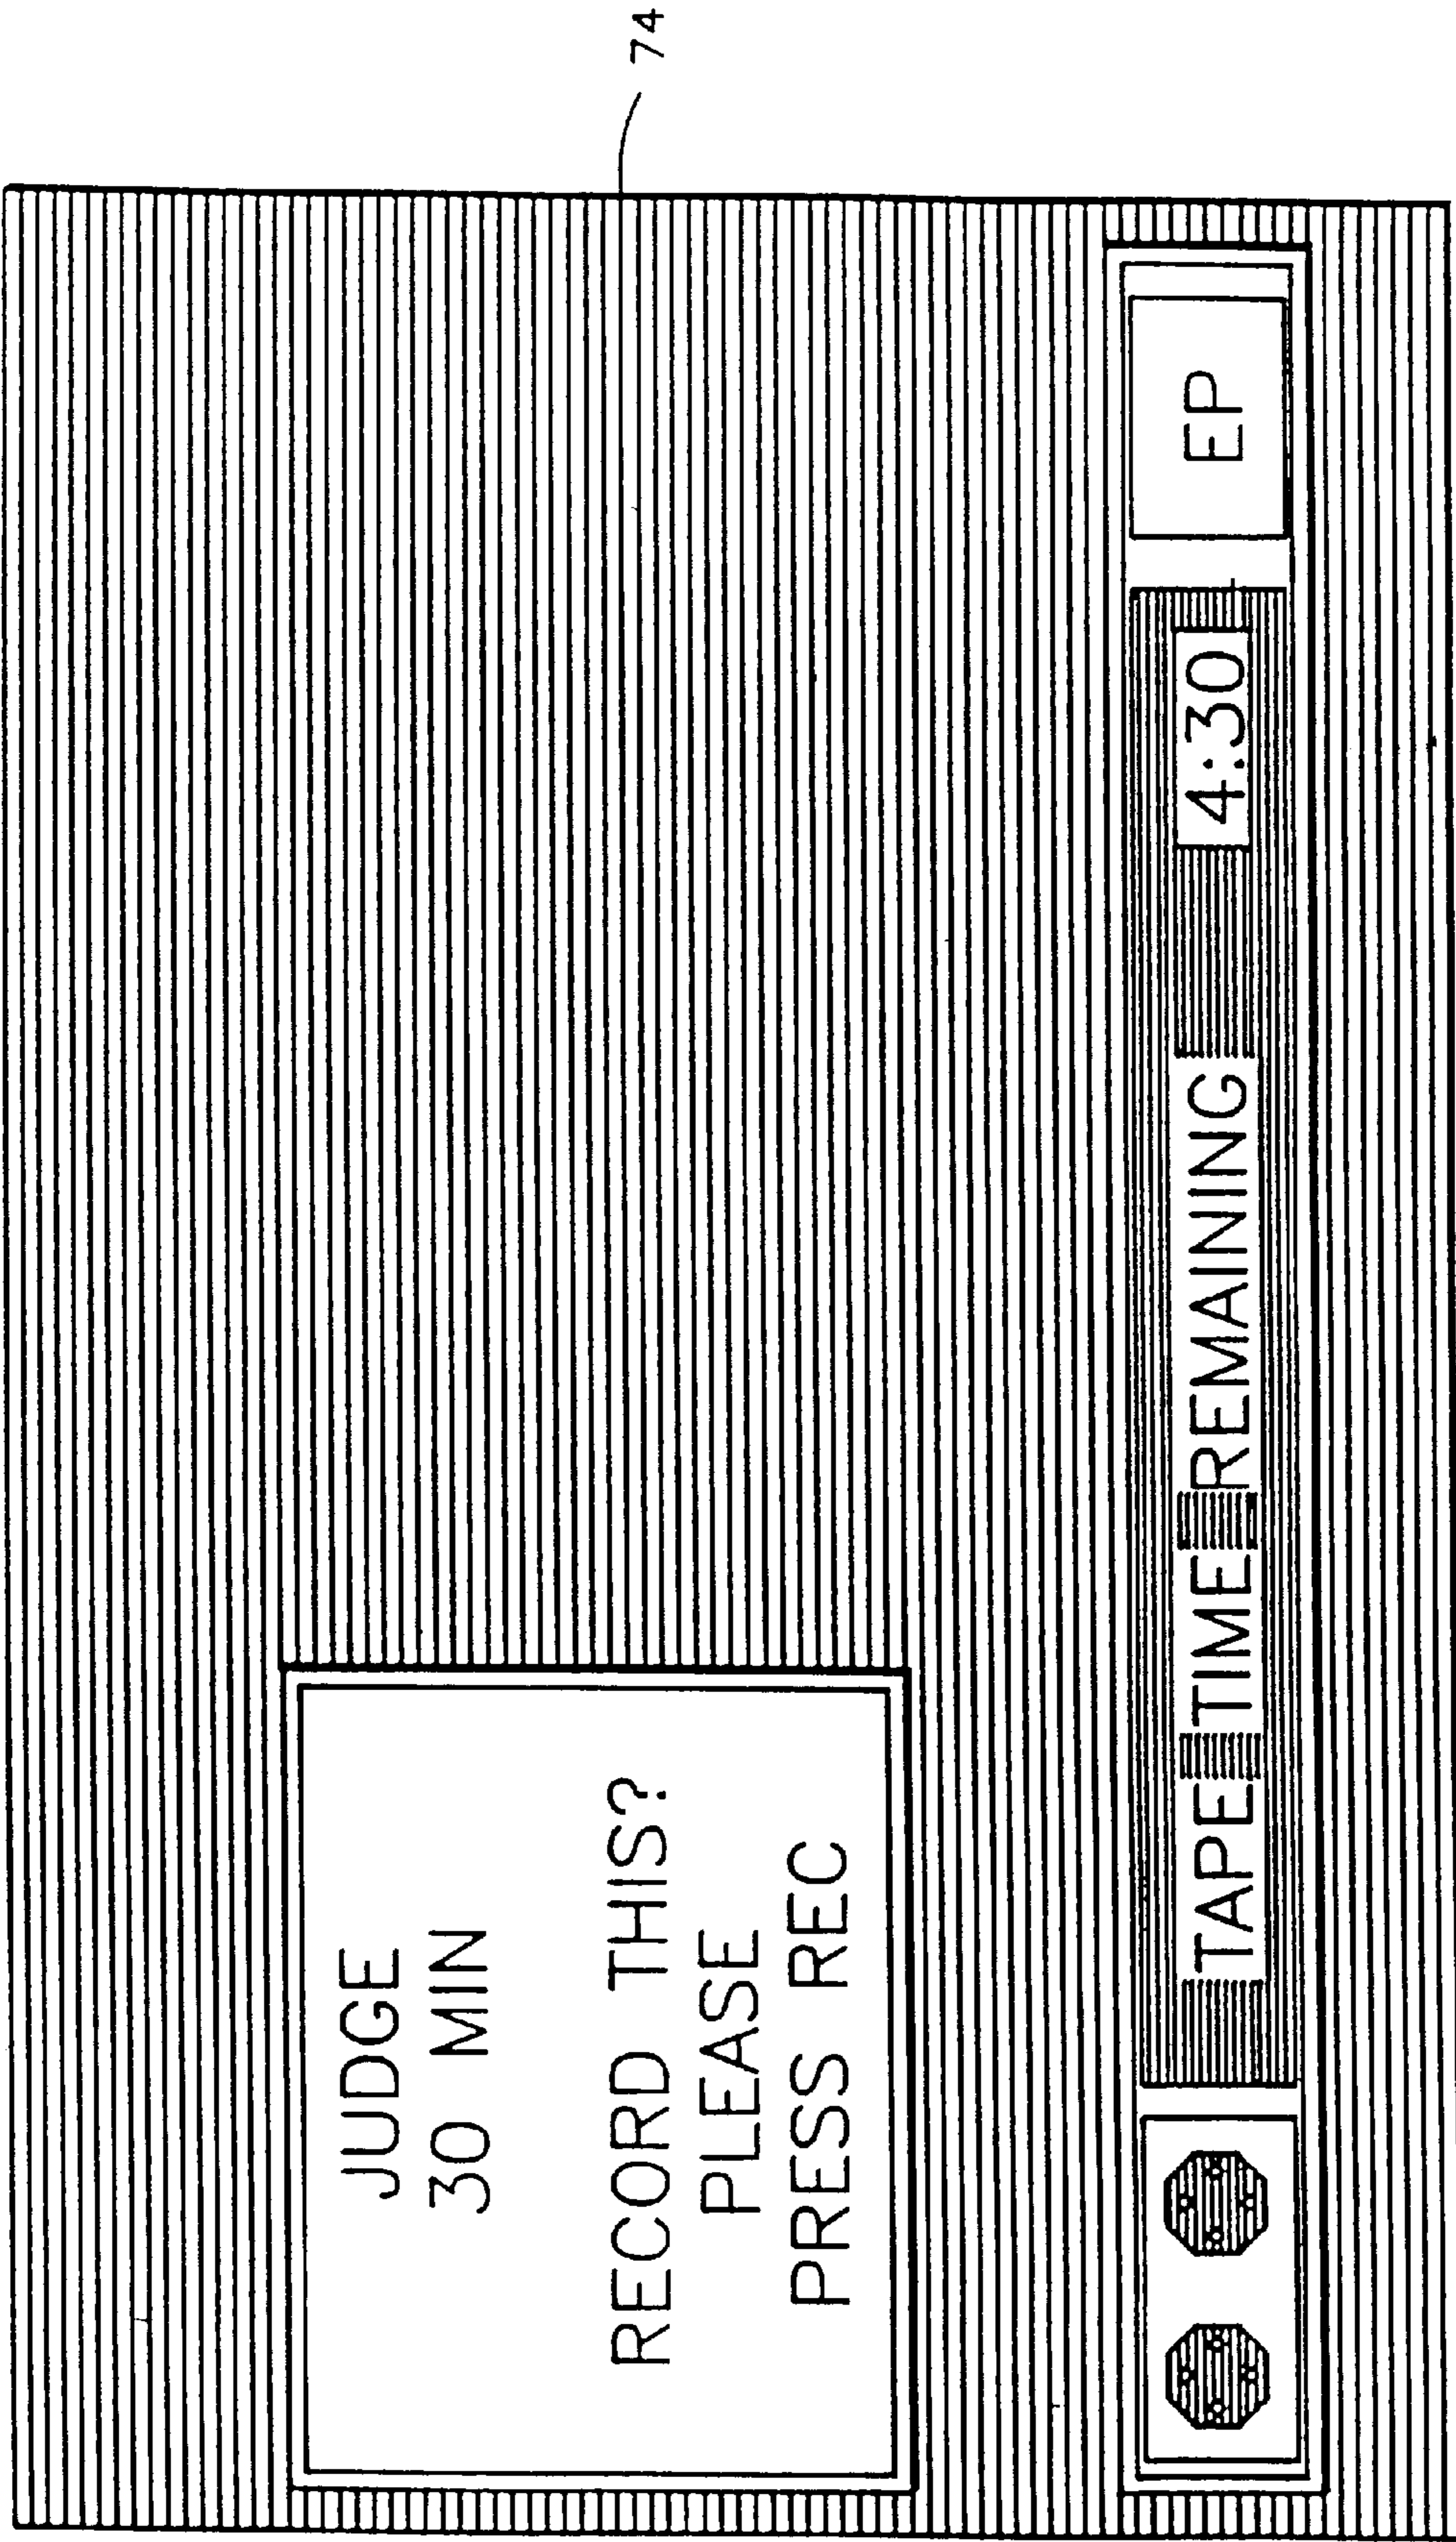 74
JUDGE
30 MIN
RECORD THIS?
PLEASE
PRESS REC
TAPE TIME REMAINING 4:30 EP